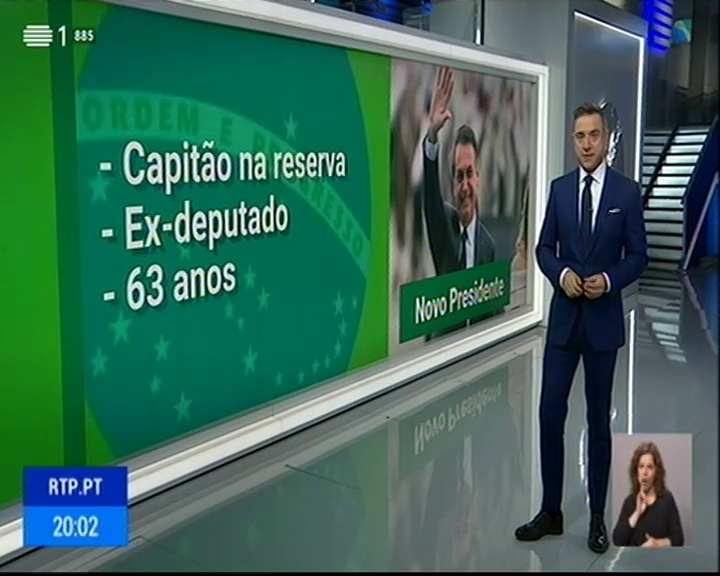 1 885
ORDEM E PROGRESSO
- Capitão na reserva
- Ex-deputado
- 63 anos
Novo Presidente
RTP.PT
20:02